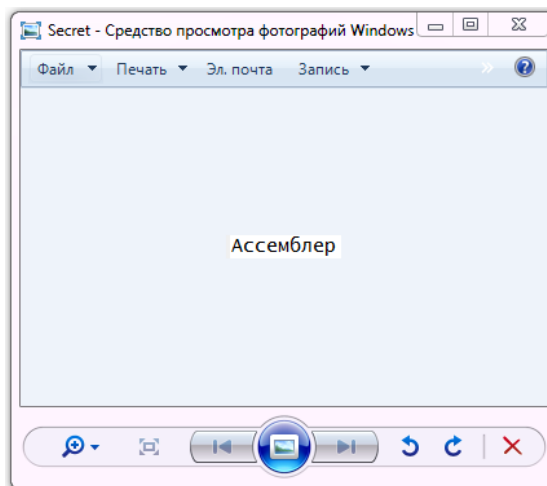 Secret - Средство просмотра фотографий Windows
Файл Печать Эл. почта Запись »
Ассемблер